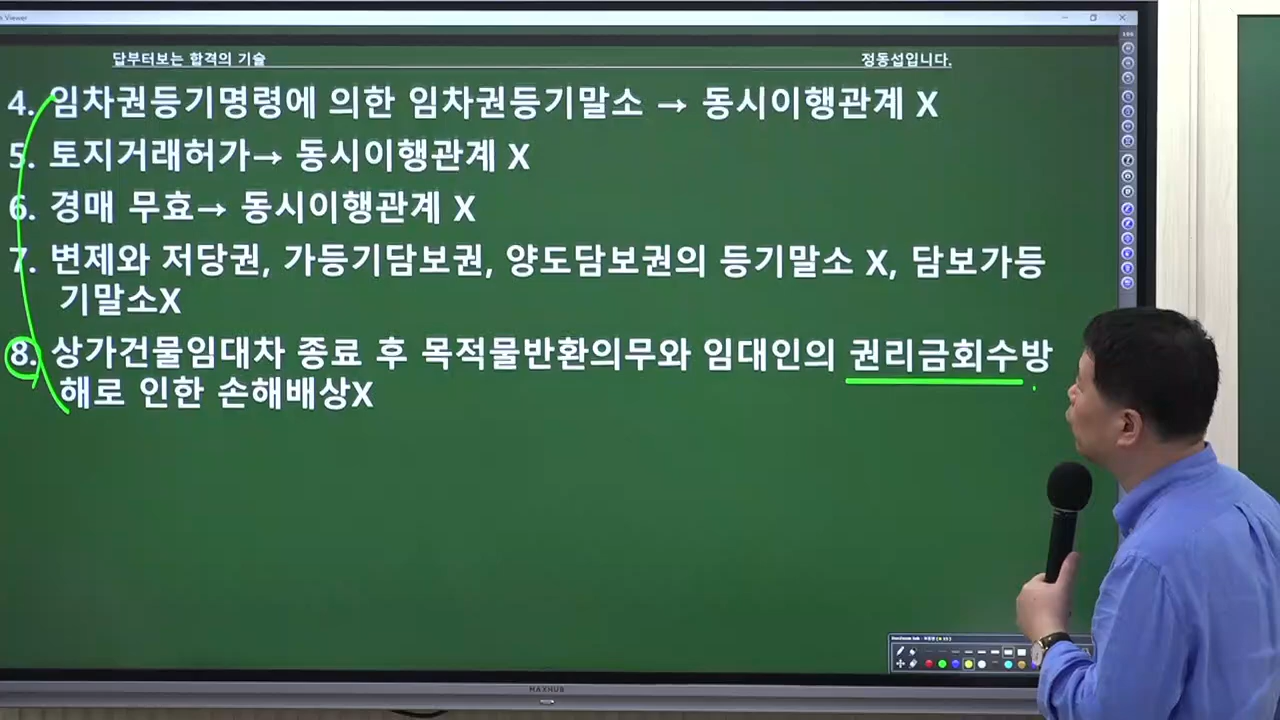 Viewer
답부터보는 합격의 기술
정동섭입니다.
4. 임차권등기명령에 의한 임차권등기말소 → 동시이행관계 X
5. 토지거래허가→ 동시이행관계 X
6. 경매 무효→ 동시이행관계 X
7. 변제와 저당권, 가등기담보권, 양도담보권의 등기말소 X, 담보가등
기말소X
8. 상가건물임대차 종료 후 목적물반환의무와 임대인의 권리금회수방
해로 인한 손해배상X
MAXHUB